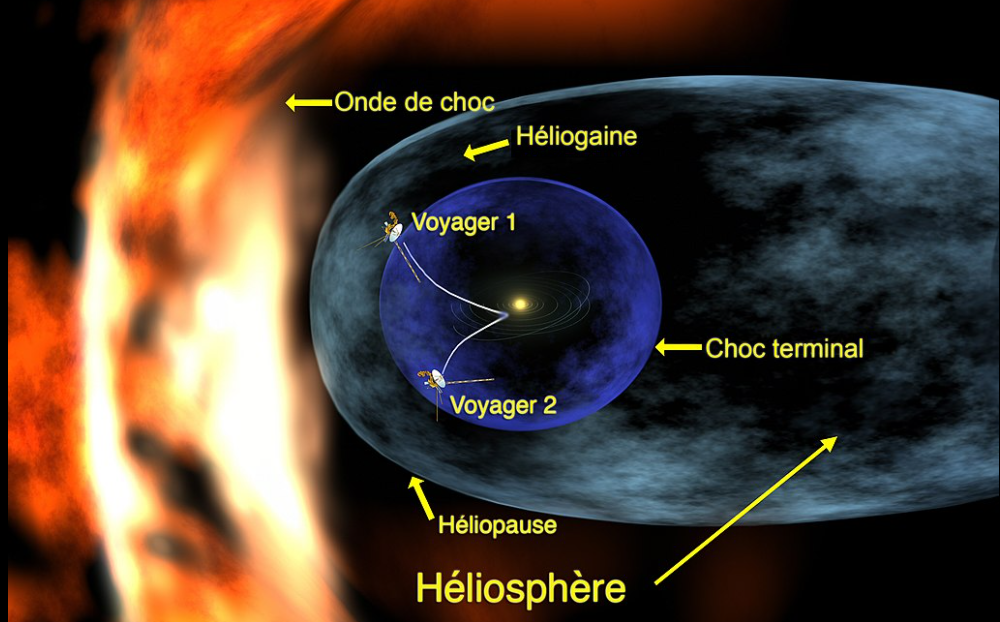 Onde de choc
Héliogaine
Voyager 1
Choc terminal
Voyager 2
Héliopause
Héliosphère